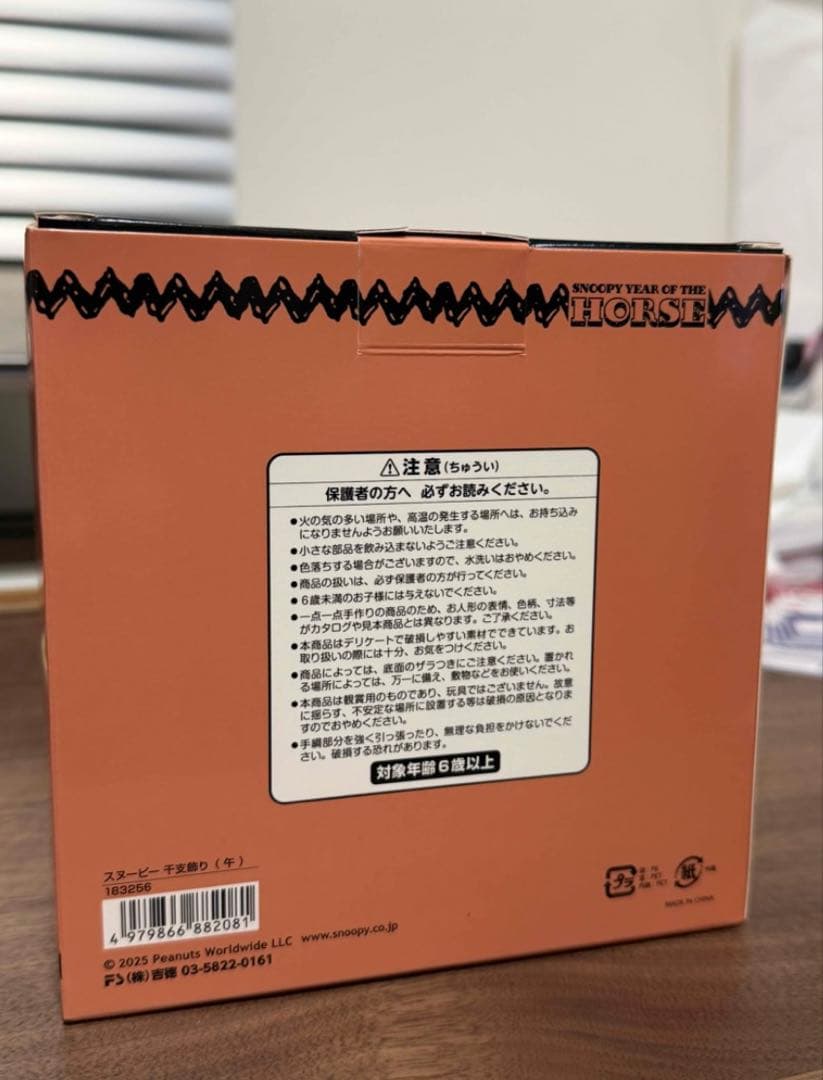 SNOOPY YEAR OF THE
HORSE
注意(ちゅうい)
保護者の方へ 必ずお読みください。
●火の気の多い場所や、高温の発生する場所へは、お持ち込み
になりませんようお願いいたします。
●小さな部品を飲み込まないようご注意ください。
●色落ちする場合がございますので、水洗いはおやめください。
●商品の扱いは、必ず保護者の方が行ってください。
●6歳未満のお子様には与えないでください。
●一点一点手作りの商品のため、お人形の表情、色柄、寸法等
がカタログや見本商品とは異なります。ご了承ください。
●本商品はデリケートで破損しやすい素材でできています。お
取り扱いの際には十分、お気をつけください。
●商品によっては、底面のザラつきにご注意ください。置かれ
る場所によっては、万一に備え、敷物などをお使いください。
●本商品は観賞用のものであり、玩具ではございません。故意
に揺らす、不安定な場所に設置する等は破損の原因となりま
すのでおやめください。
●手綱部分を強く引っ張ったり、無理な負担をかけないでくだ
さい。破損する恐れがあります。
対象年齢6歳以上
スヌーピー 干支飾り(午)
183256
4 979866 882081
プラ
紙
MADE IN CHINA
© 2025 Peanuts Worldwide LLC www.snoopy.co.jp
(株)吉徳 03-5822-0161